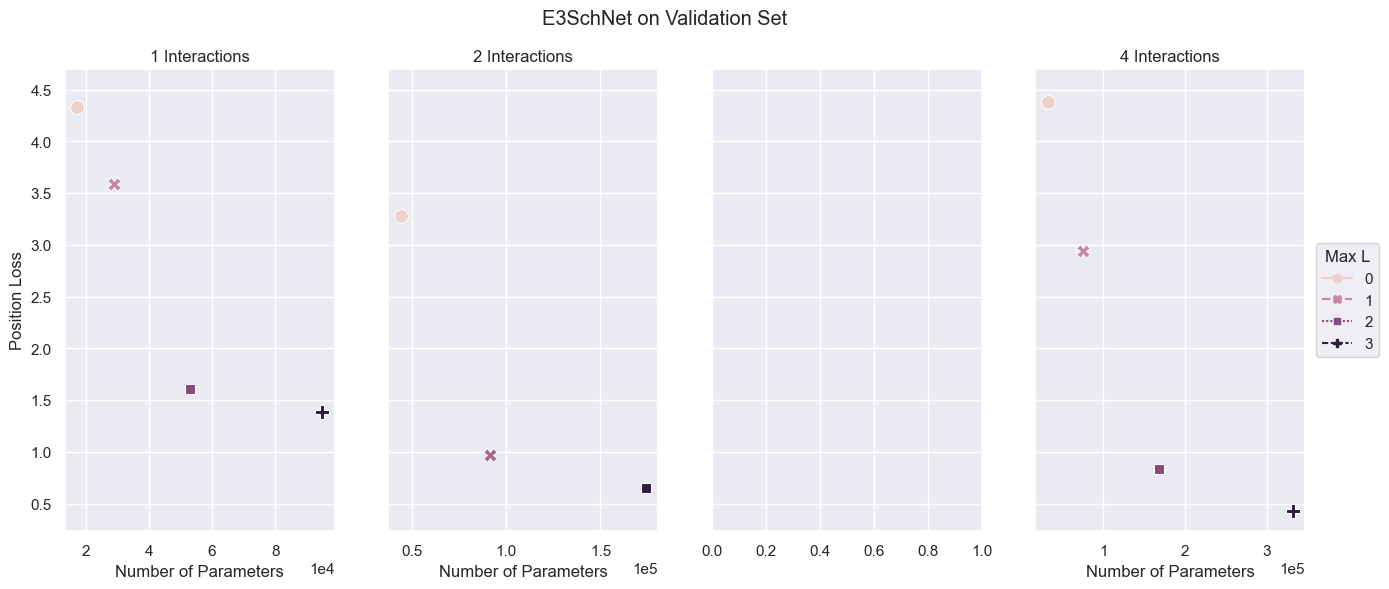 E3SchNet on Validation Set
1 Interactions
2 Interactions
4 Interactions
Position Loss
4.5
4.0
3.5
3.0
2.5
2.0
1.5
1.0
0.5
2 4 6 8
1e4
Number of Parameters
0.5 1.0 1.5
1e5
Number of Parameters
0.0 0.2 0.4 0.6 0.8 1.0
1 2 3
1e5
Number of Parameters
Max L
0
1
2
3